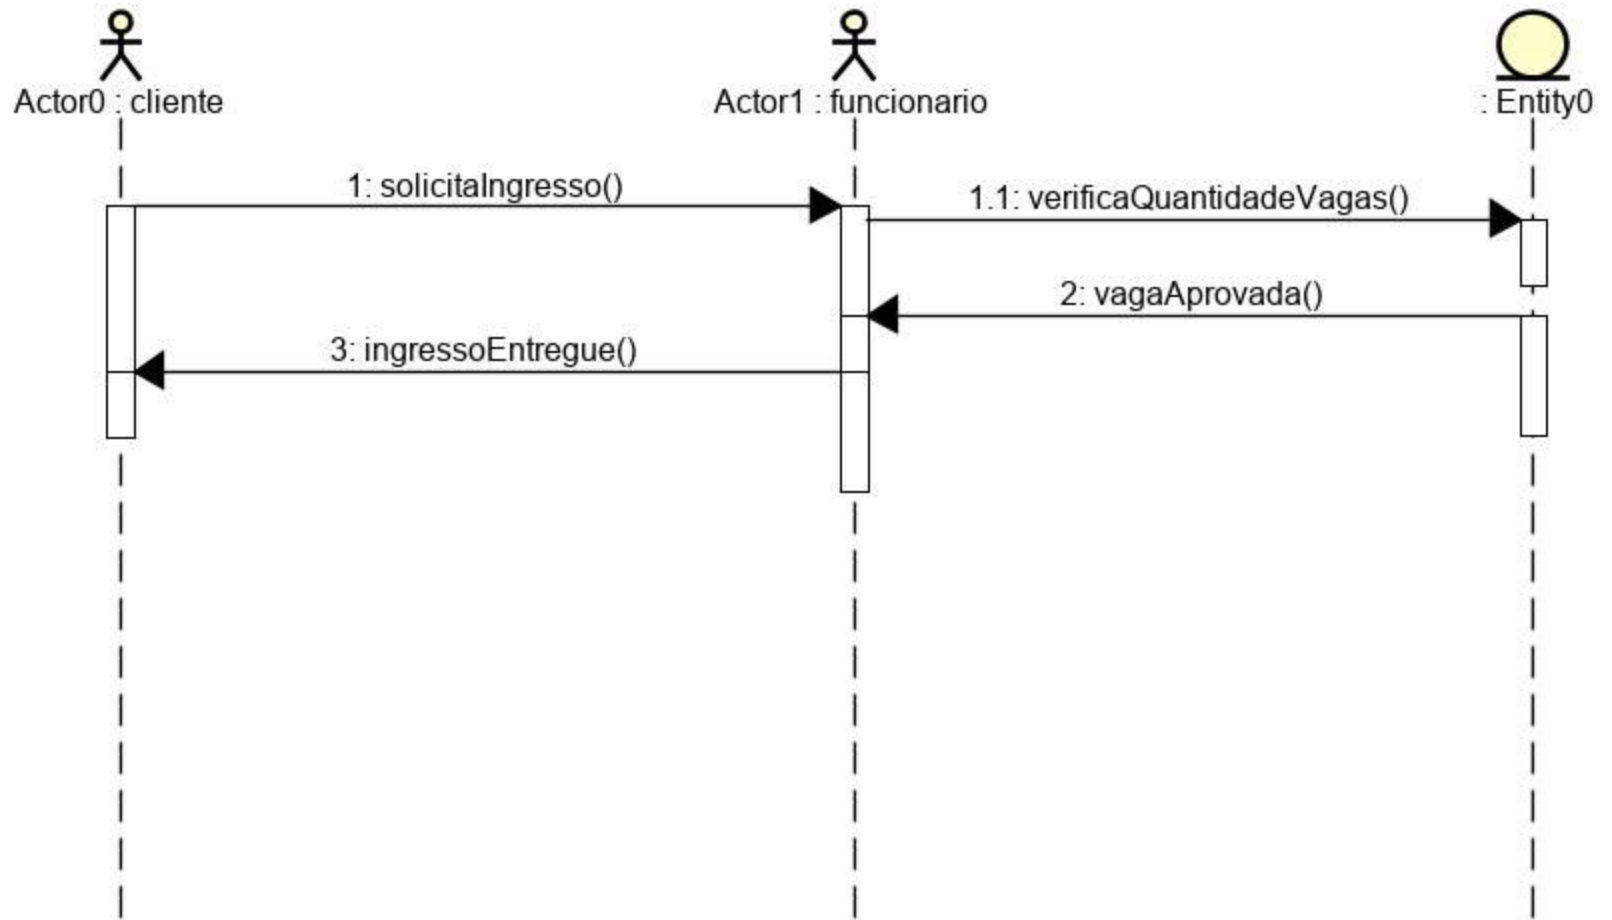 Actor0 : cliente
Actor1 : funcionario
: Entity0
1: solicitaIngresso()
1.1: verificaQuantidadeVagas()
2: vagaAprovada()
3: ingressoEntregue()